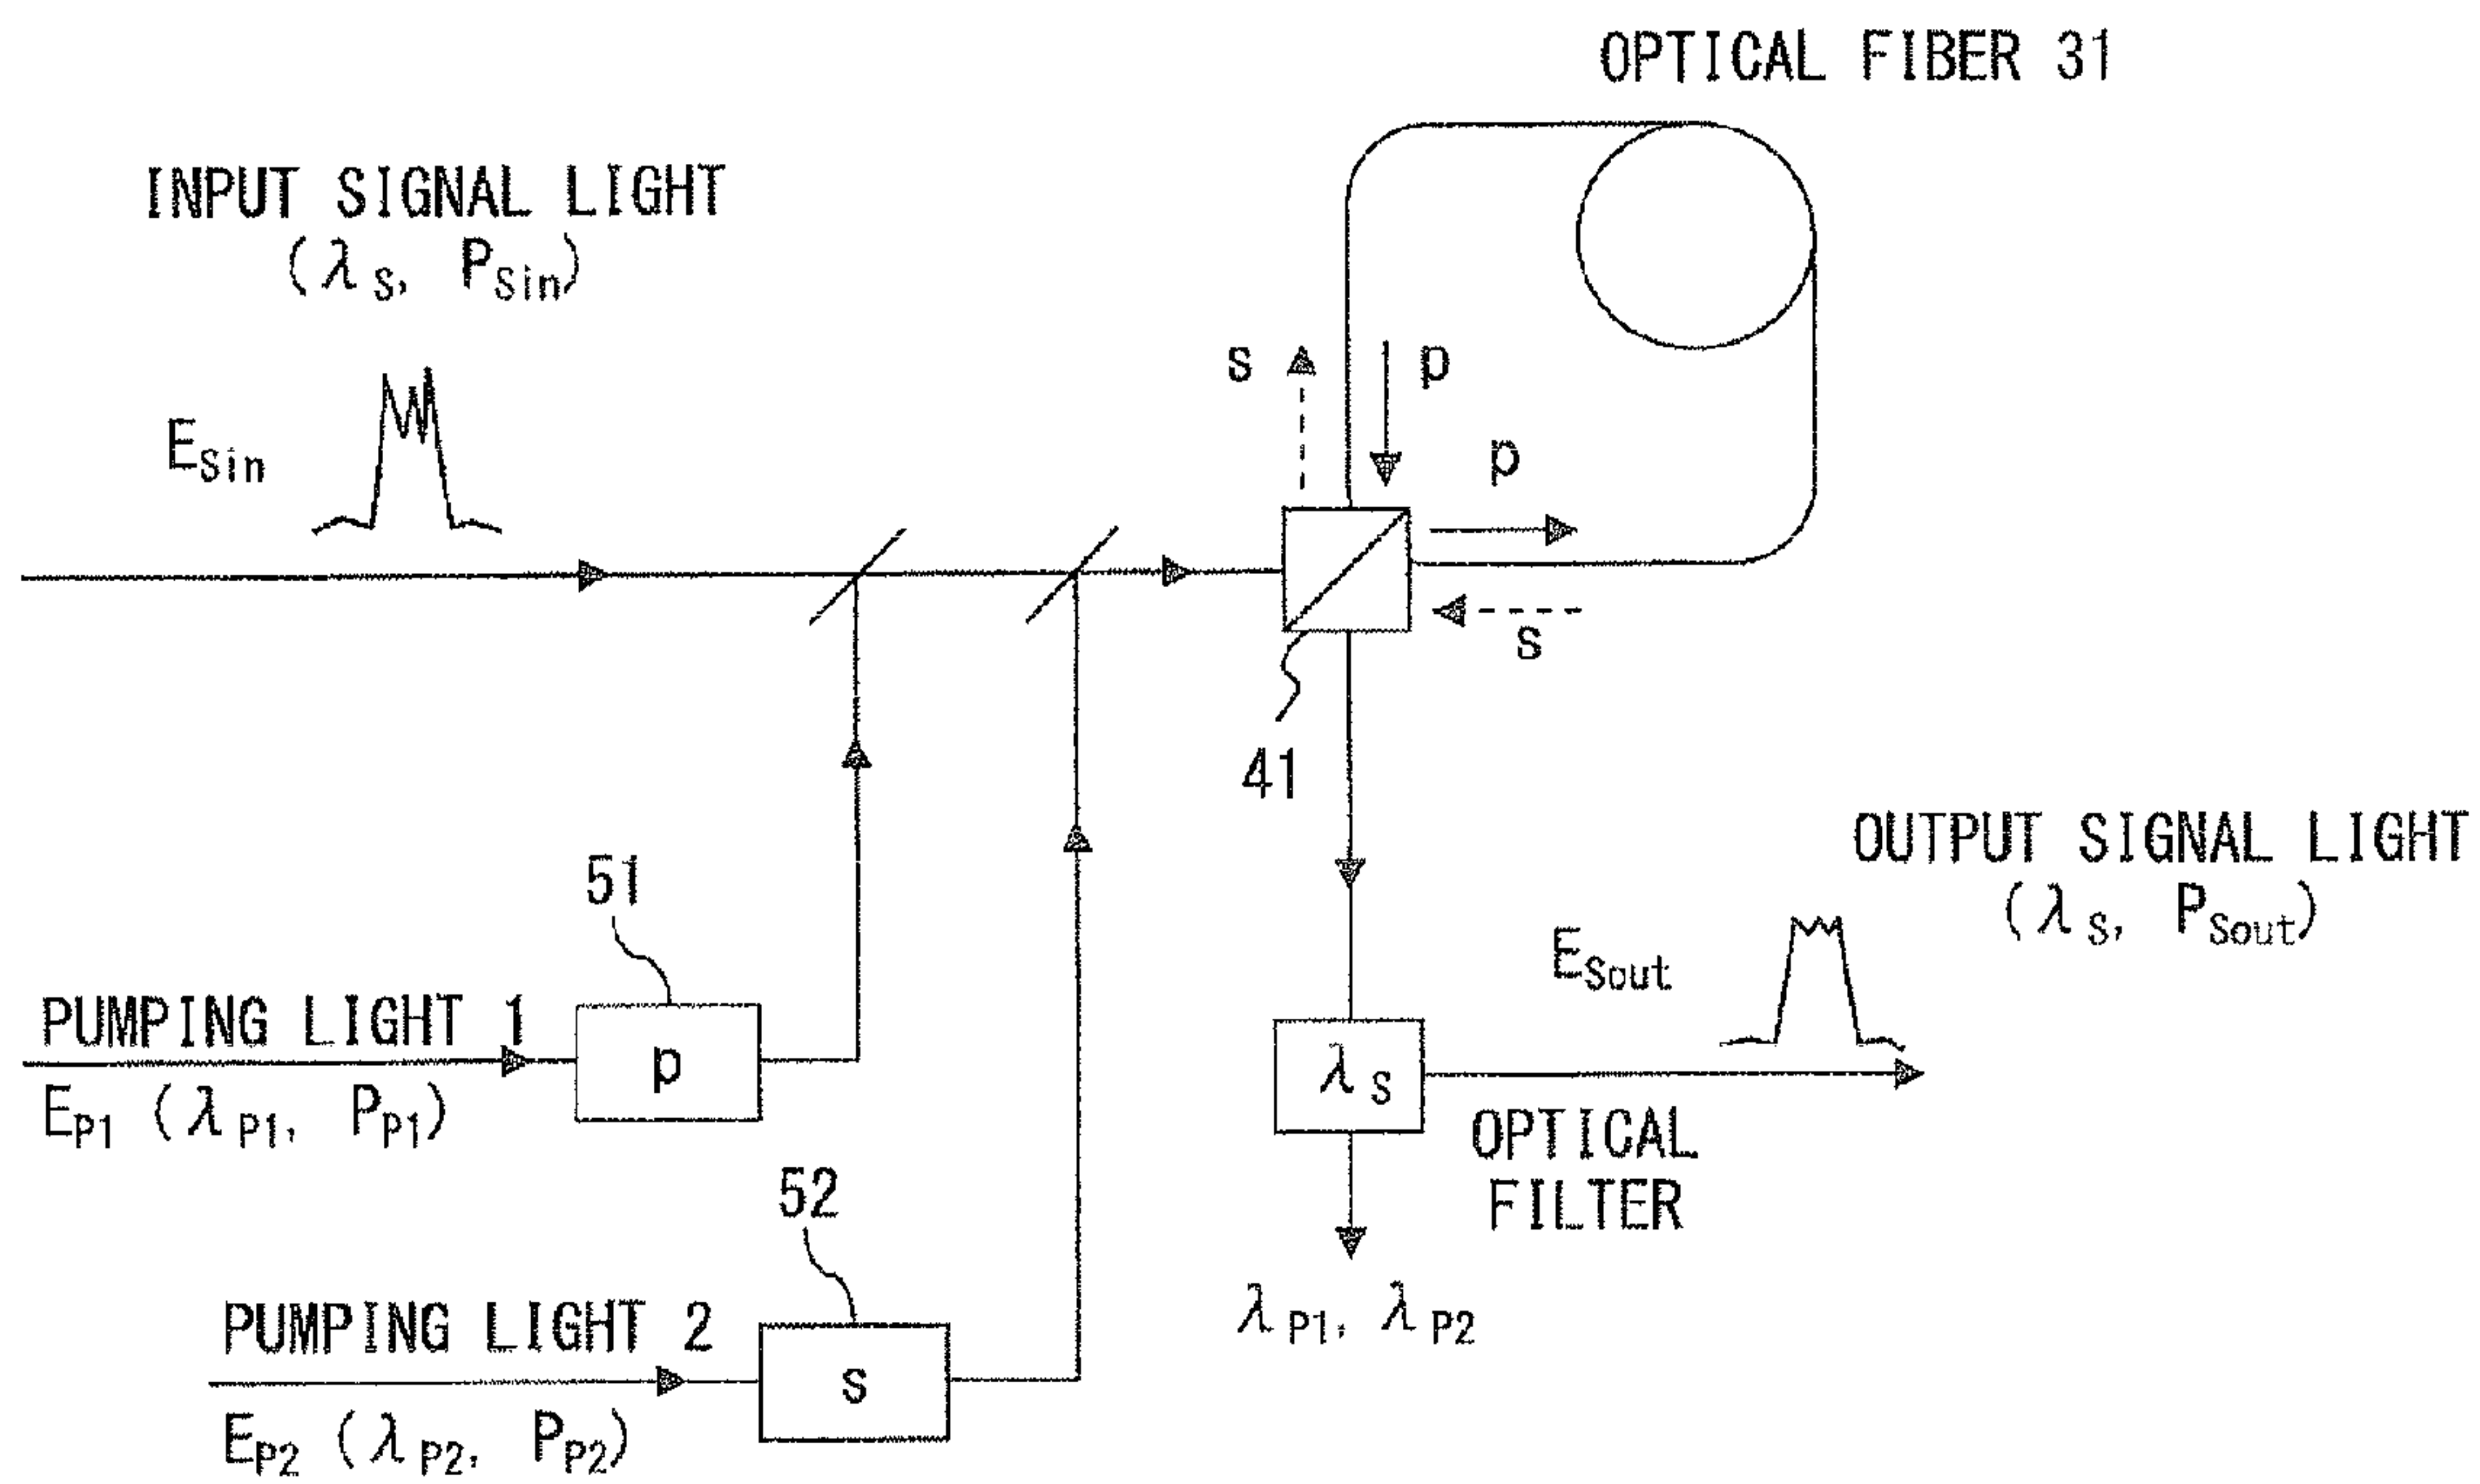 OPTICAL FIBER 31
INPUT SIGNAL LIGHT
(λS, PSin)
ESin
s
p
p
s
41
51
PUMPING LIGHT 1
p
EP1 (λP1, PP1)
52
PUMPING LIGHT 2
s
EP2 (λP2, PP2)
OUTPUT SIGNAL LIGHT
(λS, PSout)
ESout
λS
OPTICAL
FILTER
λP1, λP2